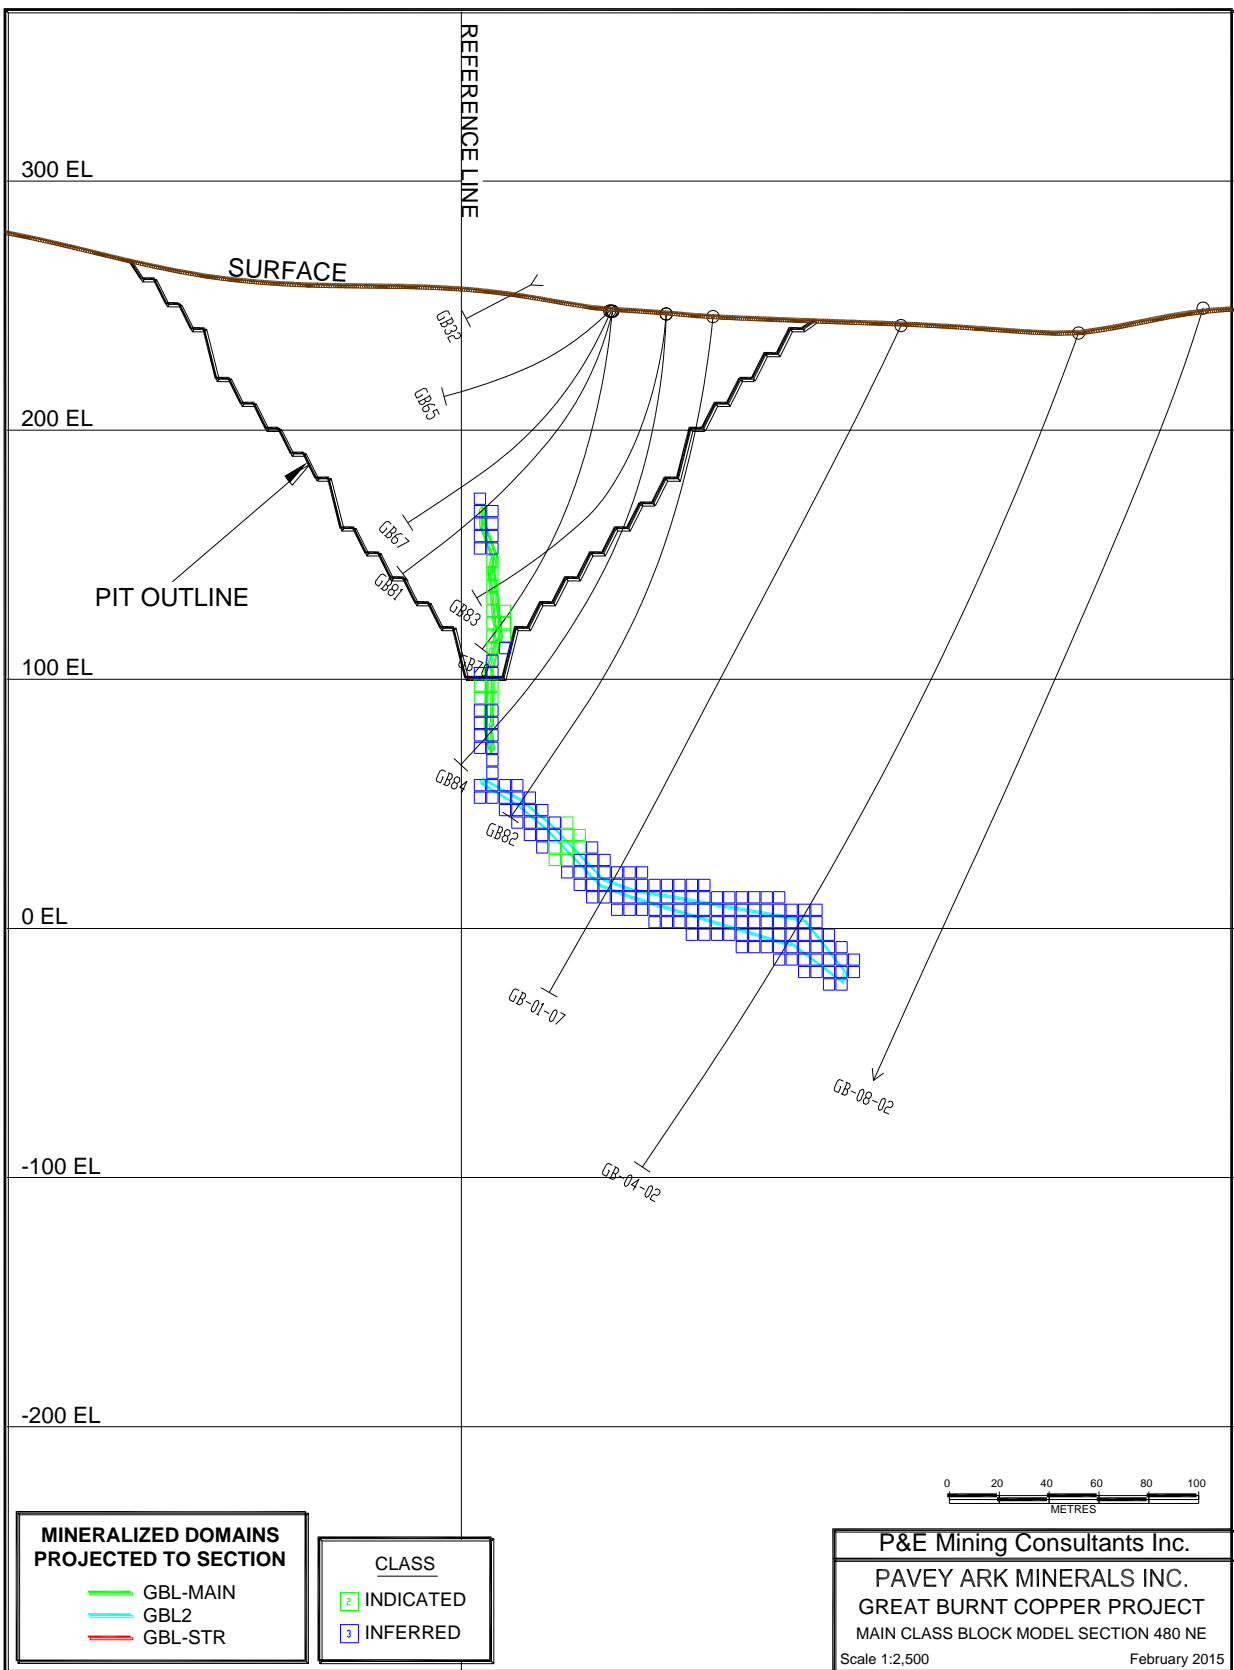 REFERENCE LINE
300 EL
SURFACE
GB32
GB65
200 EL
GB67
GB81
PIT OUTLINE
GB83
100 EL
GB84
GB82
0 EL
GB-01-07
GB-08-02
GB-04-02
-100 EL
-200 EL
0 20 40 60 80 100
METRES
MINERALIZED DOMAINS
PROJECTED TO SECTION
GBL-MAIN
GBL2
GBL-STR
CLASS
2 INDICATED
3 INFERRED
P&E Mining Consultants Inc.
PAVEY ARK MINERALS INC.
GREAT BURNT COPPER PROJECT
MAIN CLASS BLOCK MODEL SECTION 480 NE
Scale 1:2,500 February 2015